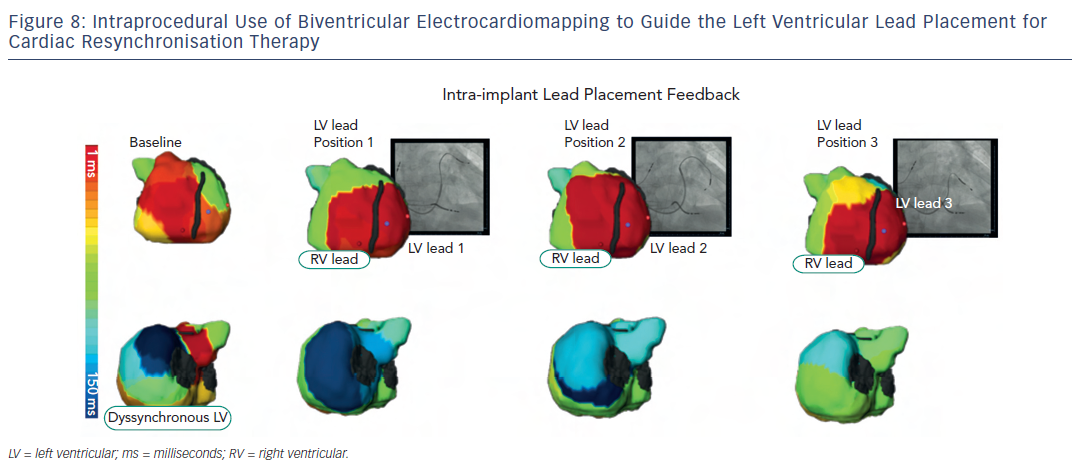 Figure 8: Intraprocedural Use of Biventricular Electrocardiomapping to Guide the Left Ventricular Lead Placement for
Cardiac Resynchronisation Therapy
Intra-implant Lead Placement Feedback
Baseline
LV lead
Position 1
LV lead
Position 2
LV lead
Position 3
1 ms
150 ms
LV lead 1
RV lead
LV lead 2
RV lead
LV lead 3
RV lead
Dyssynchronous LV
LV = left ventricular; ms = milliseconds; RV = right ventricular.